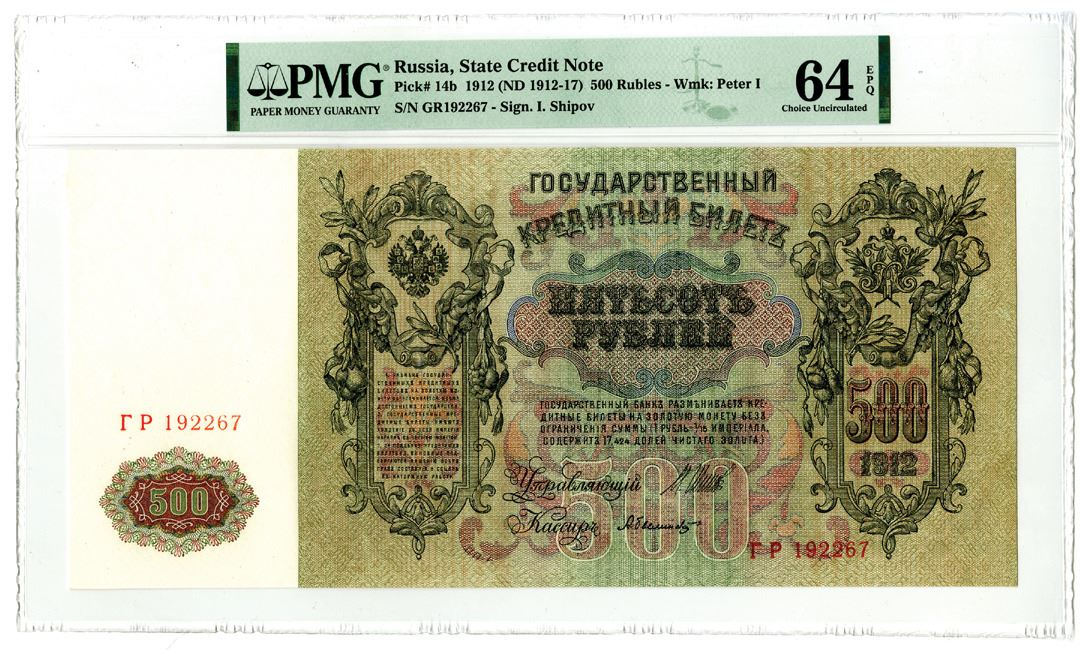 PMG®
PAPER MONEY GUARANTY
Russia, State Credit Note
Pick# 14b 1912 (ND 1912-17) 500 Rubles - Wmk: Peter I
S/N GR192267 - Sign. I. Shipov
64
EPQ
Choice Uncirculated
ГОСУДАРСТВЕННЫЙ
КРЕДИТНЫЙ БИЛЕТЪ
ПЯТЬСОТЪ
РУБЛЕЙ
ГОСУДАРСТВЕННЫЙ БАНКЪ РАЗМѢНИВАЕТЪ КРЕ-
ДИТНЫЕ БИЛЕТЫ НА ЗОЛОТУЮ МОНЕТУ БЕЗЪ
ОГРАНИЧЕНІЯ СУММЫ (1 РУБЛЬ=1/15 ИМПЕРІАЛА,
СОДЕРЖИТЪ 17,424 ДОЛЕЙ ЧИСТАГО ЗОЛОТА.)
Управляющій
Кассиръ
500
500
1912
ГР 192267
500
ГР 192267